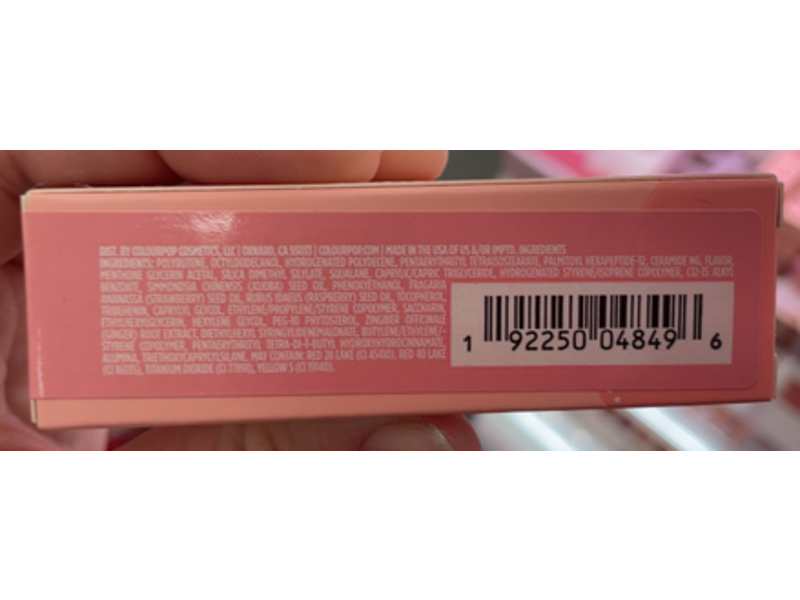 DIST. BY COLOURPOP COSMETICS, LLC | OXNARD, CA 93033 | COLOURPOP.COM | MADE IN THE USA OF US &/OR IMPTD. INGREDIENTS
INGREDIENTS: POLYBUTENE, OCTYLDODECANOL, HYDROGENATED POLYDECENE, PENTAERYTHRITYL TETRAISOSTEARATE, PALMITOYL HEXAPEPTIDE-12, CERAMIDE NG, FLAVOR,
MENTHONE GLYCERIN ACETAL, SILICA DIMETHYL SILYLATE, SQUALANE, CAPRYLIC/CAPRIC TRIGLYCERIDE, HYDROGENATED STYRENE/ISOPRENE COPOLYMER, C12-15 ALKYL
BENZOATE, SIMMONDSIA CHINENSIS (JOJOBA) SEED OIL, PHENOXYETHANOL, FRAGARIA
ANANASSA (STRAWBERRY) SEED OIL, RUBUS IDAEUS (RASPBERRY) SEED OIL, TOCOPHEROL,
TRIBEHENIN, CAPRYLYL GLYCOL, ETHYLENE/PROPYLENE/STYRENE COPOLYMER, SACCHARIN,
ETHYLHEXYLGLYCERIN, HEXYLENE GLYCOL, PEG-10 PHYTOSTEROL, ZINGIBER OFFICINALE
(GINGER) ROOT EXTRACT, DIETHYLHEXYL SYRINGYLIDENEMALONATE, BUTYLENE/ETHYLENE/-
STYRENE COPOLYMER, PENTAERYTHRITYL TETRA-DI-T-BUTYL HYDROXYHYDROCINNAMATE,
ALUMINA, TRIETHOXYCAPRYLYLSILANE. MAY CONTAIN: RED 28 LAKE (CI 45410), RED 40 LAKE
(CI 16035), TITANIUM DIOXIDE (CI 77891), YELLOW 5 (CI 19140).
1 92250 04849 6